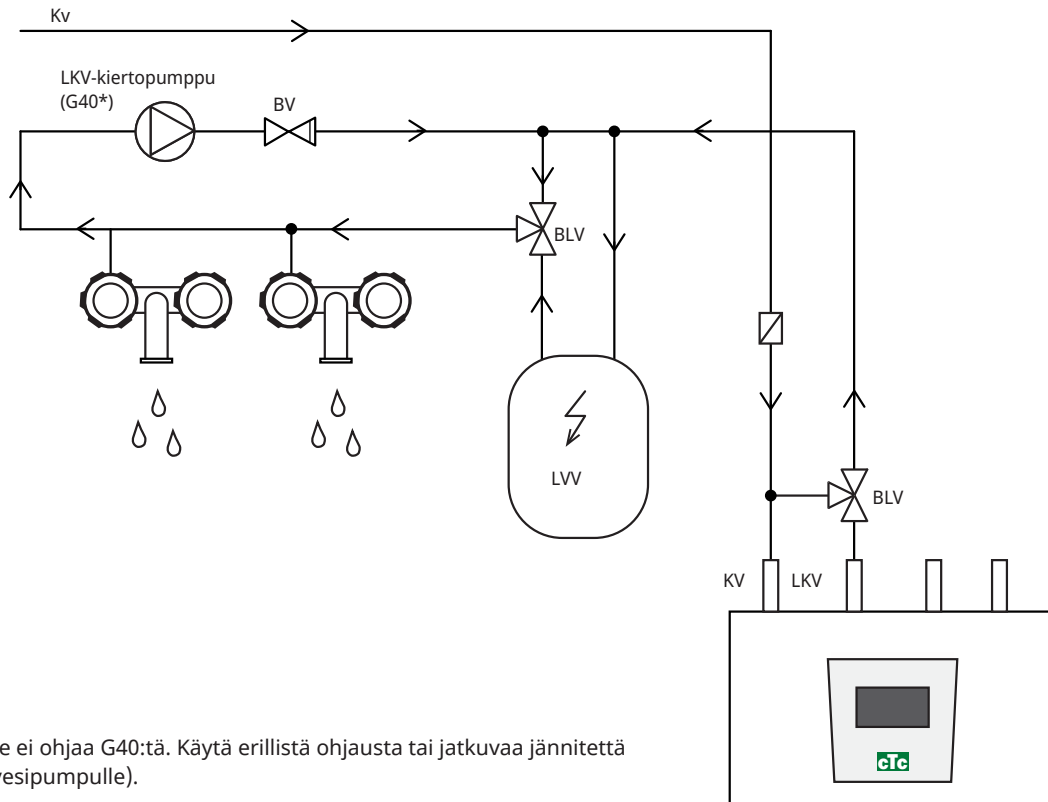 Kv
LKV-kiertopumppu
(G40*)
BV
BLV
LVV
BLV
KV
LKV
ei ohjaa G40:tä. Käytä erillistä ohjausta tai jatkuvaa jännitettä
cTc